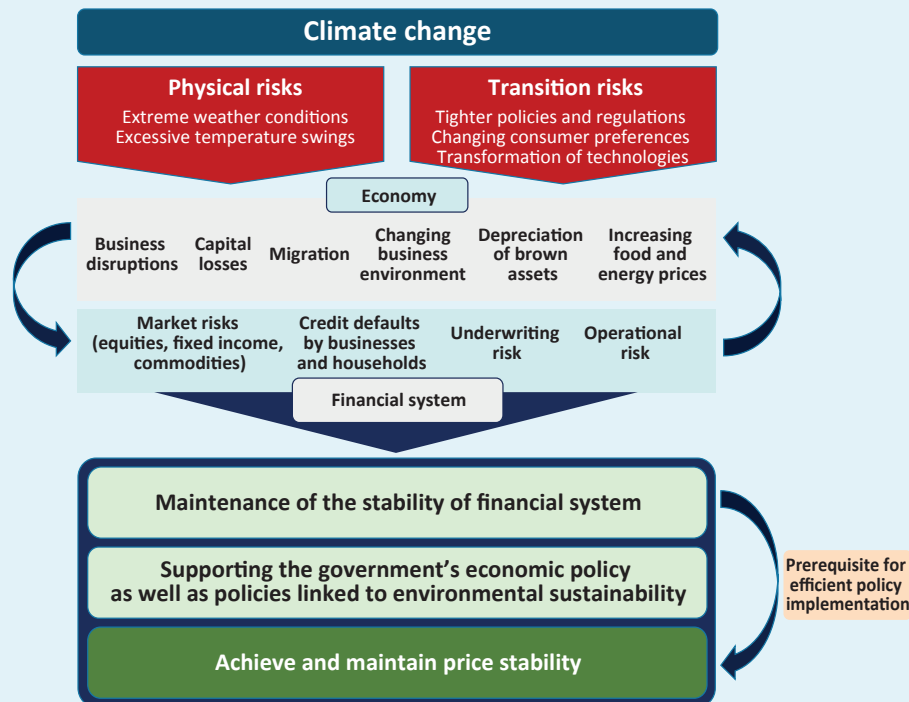 Climate change
Physical risks
Extreme weather conditions
Excessive temperature swings
Transition risks
Tighter policies and regulations
Changing consumer preferences
Transformation of technologies
Economy
Business
disruptions
Capital
losses
Migration
Changing
business
environment
Depreciation
of brown
assets
Increasing
food and
energy prices
Market risks
(equities, fixed income,
commodities)
Credit defaults
by businesses
and households
Underwriting
risk
Operational
risk
Financial system
Maintenance of the stability of financial system
Supporting the government’s economic policy
as well as policies linked to environmental sustainability
Achieve and maintain price stability
Prerequisite for
efficient policy
implementation